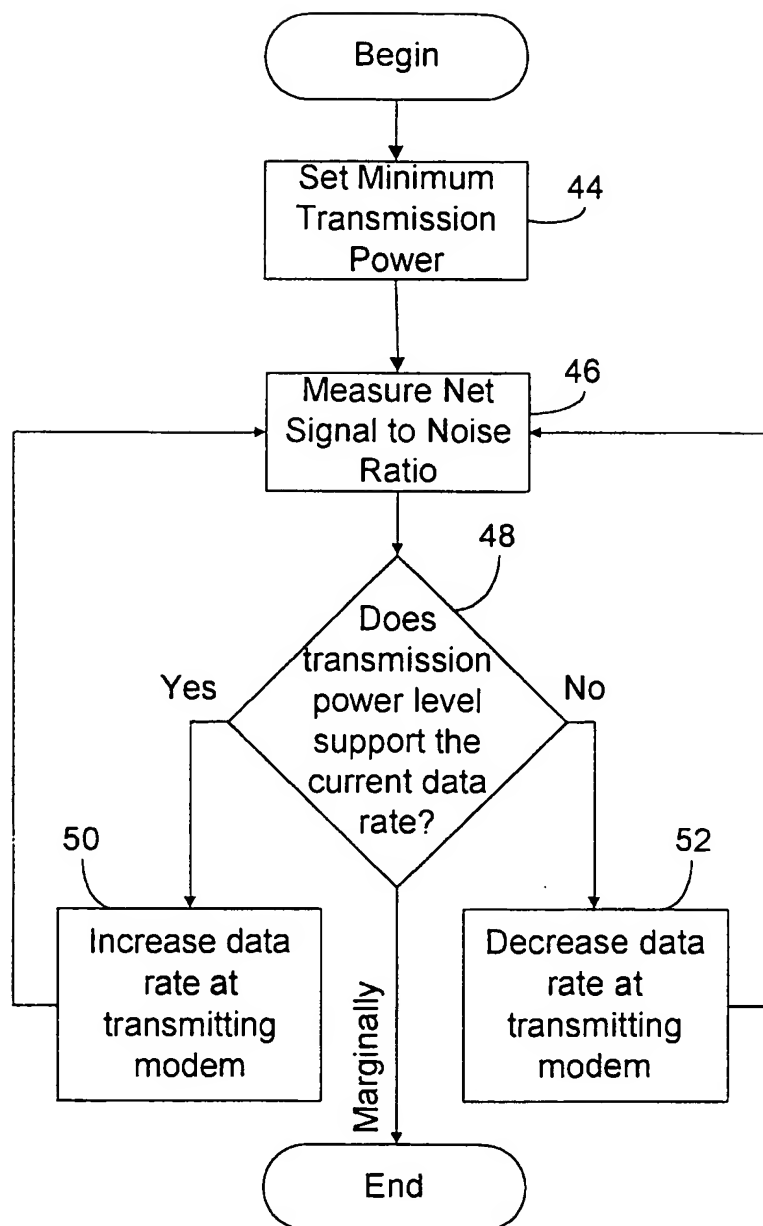 Begin
Set Minimum
Transmission
Power
44
Measure Net
Signal to Noise
Ratio
46
48
Does
transmission
power level
support the
current data
rate?
Yes
No
50
Increase data
rate at
transmitting
modem
52
Decrease data
rate at
transmitting
modem
Marginally
End